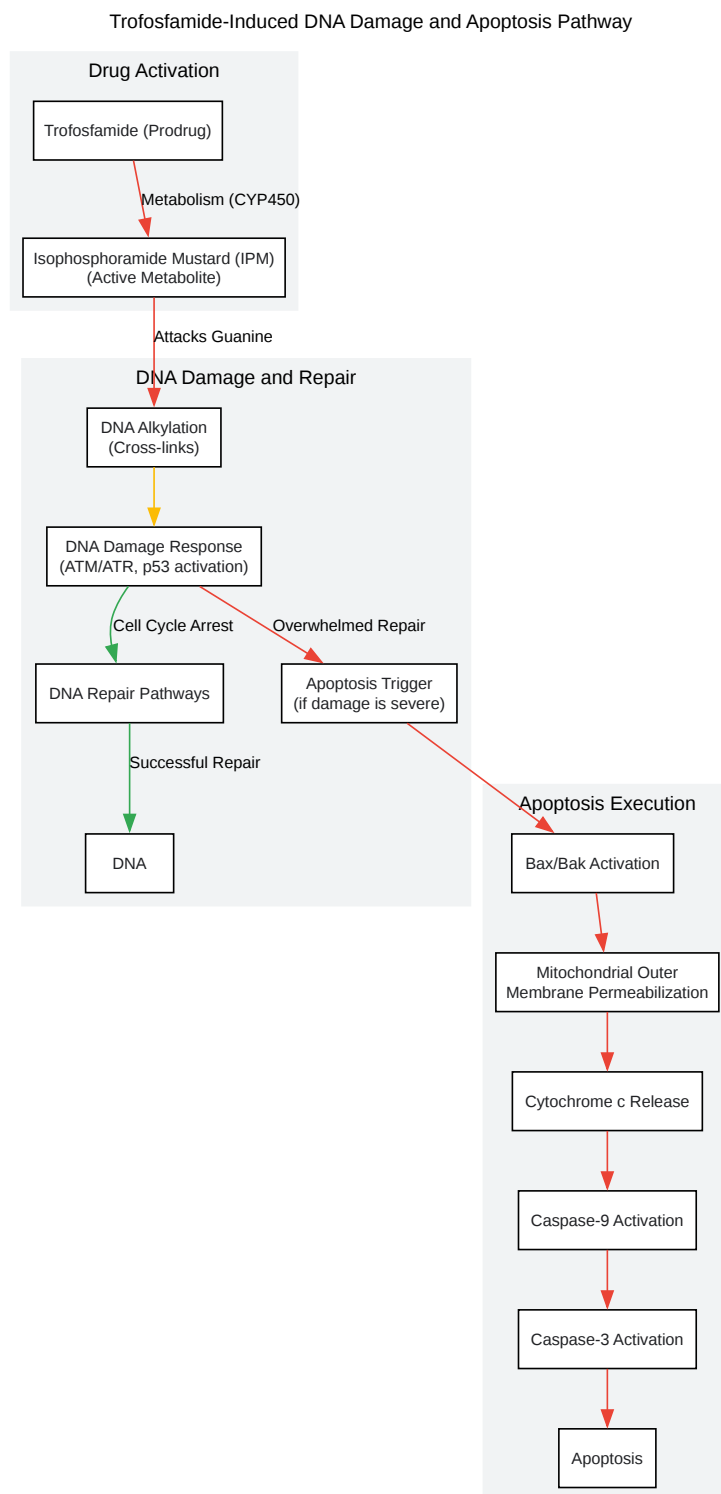 Trofosfamide-Induced DNA Damage and Apoptosis Pathway
Drug Activation
Trofosfamide (Prodrug)
Metabolism (CYP450)
Isophosphoramide Mustard (IPM)
(Active Metabolite)
Attacks Guanine
DNA Damage and Repair
DNA Alkylation
(Cross-links)
DNA Damage Response
(ATM/ATR, p53 activation)
Cell Cycle Arrest
Overwhelmed Repair
DNA Repair Pathways
Apoptosis Trigger
(if damage is severe)
Successful Repair
DNA
Apoptosis Execution
Bax/Bak Activation
Mitochondrial Outer
Membrane Permeabilization
Cytochrome c Release
Caspase-9 Activation
Caspase-3 Activation
Apoptosis